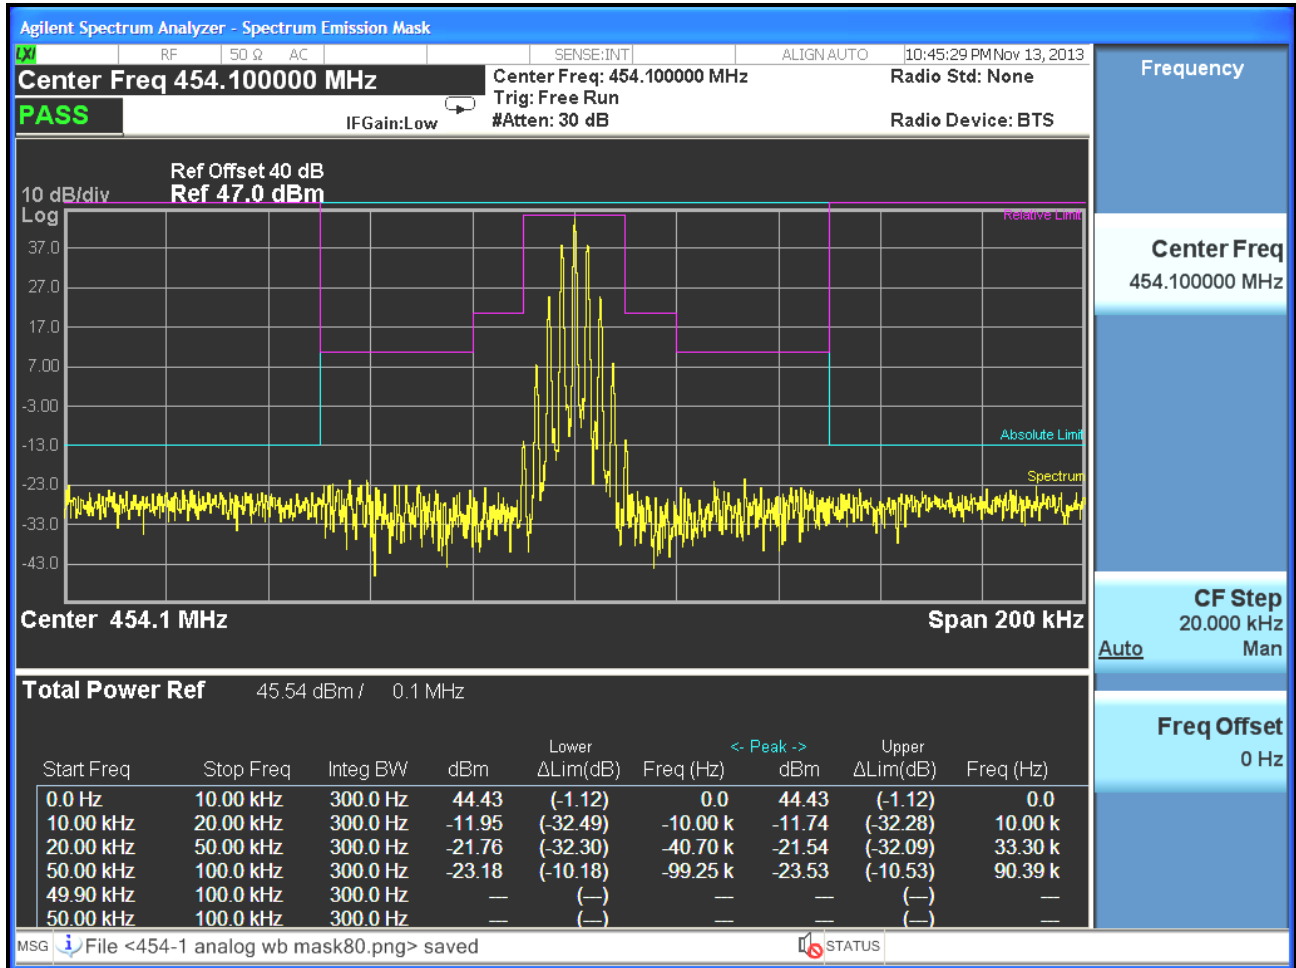 Agilent Spectrum Analyzer - Spectrum Emission Mask
LXI RF 50 Ω AC SENSE:INT ALIGN AUTO 10:45:29 PM Nov 13, 2013
Center Freq 454.100000 MHz
Center Freq: 454.100000 MHz
Radio Std: None
Trig: Free Run
PASS
IFGain:Low
#Atten: 30 dB
Radio Device: BTS
Ref Offset 40 dB
10 dB/div Ref 47.0 dBm
Log
Relative Limit
37.0
27.0
17.0
7.00
-3.00
-13.0
Absolute Limit
-23.0
Spectrum
-33.0
-43.0
Center 454.1 MHz
Span 200 kHz
Total Power Ref 45.54 dBm / 0.1 MHz
Lower <- Peak -> Upper
Start Freq Stop Freq Integ BW dBm ΔLim(dB) Freq (Hz) dBm ΔLim(dB) Freq (Hz)
0.0 Hz 10.00 kHz 300.0 Hz 44.43 (-1.12) 0.0 44.43 (-1.12) 0.0
10.00 kHz 20.00 kHz 300.0 Hz -11.95 (-32.49) -10.00 k -11.74 (-32.28) 10.00 k
20.00 kHz 50.00 kHz 300.0 Hz -21.76 (-32.30) -40.70 k -21.54 (-32.09) 33.30 k
50.00 kHz 100.0 kHz 300.0 Hz -23.18 (-10.18) -99.25 k -23.53 (-10.53) 90.39 k
49.90 kHz 100.0 kHz 300.0 Hz --- (---) --- --- (---) ---
50.00 kHz 100.0 kHz 300.0 Hz --- (---) --- --- (---) ---
MSG File <454-1 analog wb mask80.png> saved STATUS
Frequency
Center Freq
454.100000 MHz
CF Step
20.000 kHz
Auto Man
Freq Offset
0 Hz